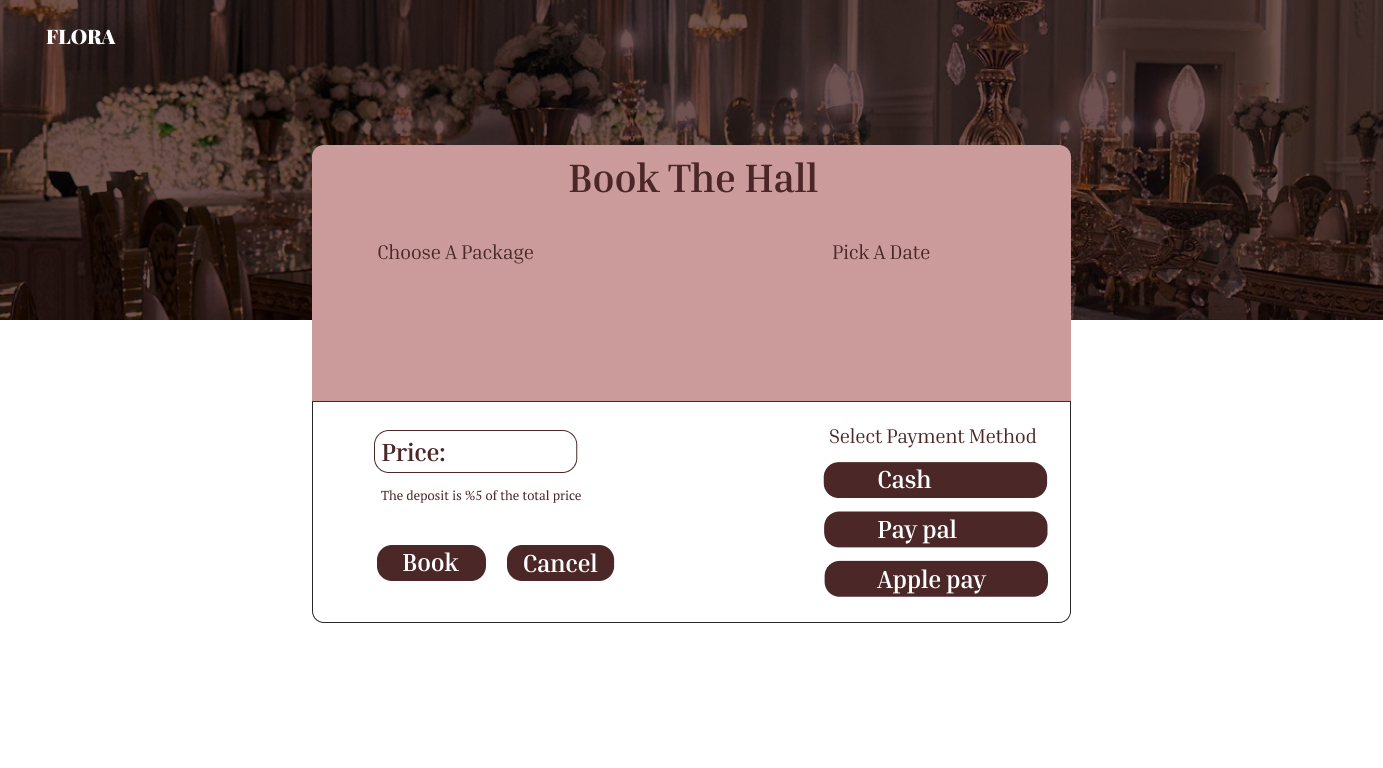 FLORA
Book The Hall
Choose A Package
Pick A Date
Price:
The deposit is %5 of the total price
Book
Cancel
Select Payment Method
Cash
Pay pal
Apple pay